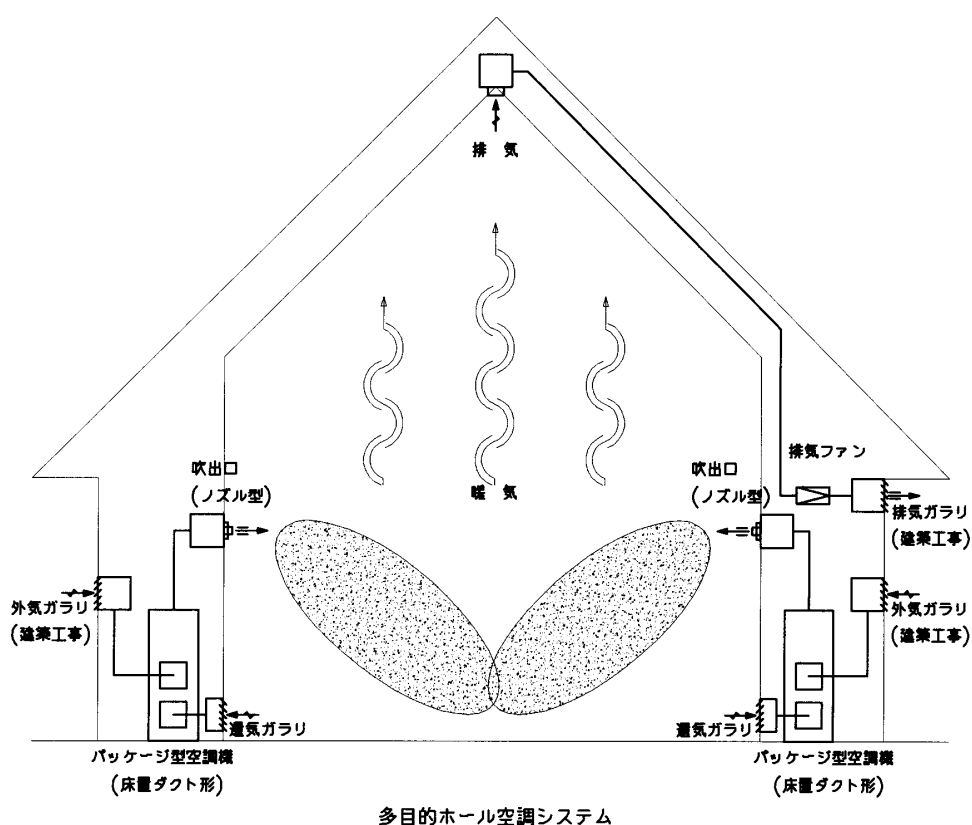 排 気
排気ファン
吹出口
(ノズル型)
暖 気
吹出口
(ノズル型)
排気ガラリ
(建築工事)
外気ガラリ
(建築工事)
外気ガラリ
(建築工事)
還気ガラリ
還気ガラリ
パッケージ型空調機
(床置ダクト形)
パッケージ型空調機
(床置ダクト形)
多目的ホール空調システム